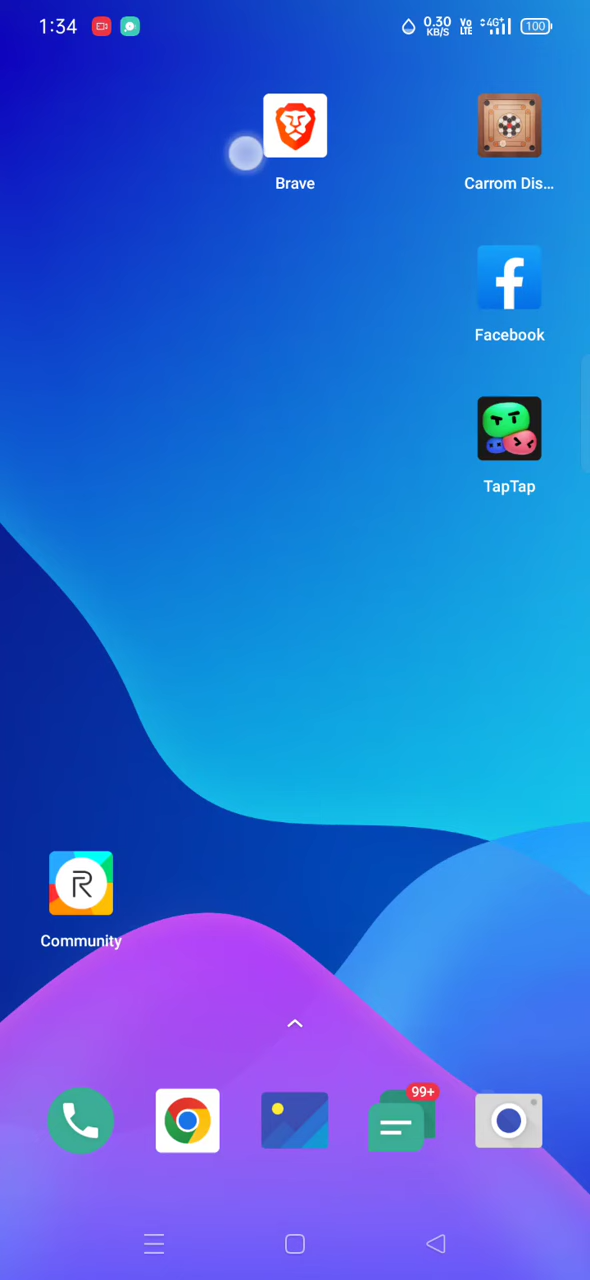 1:34
0.30
KB/S
Vo
LTE
4G+
100
Brave
Carrom Dis...
Facebook
TapTap
R
Community
99+